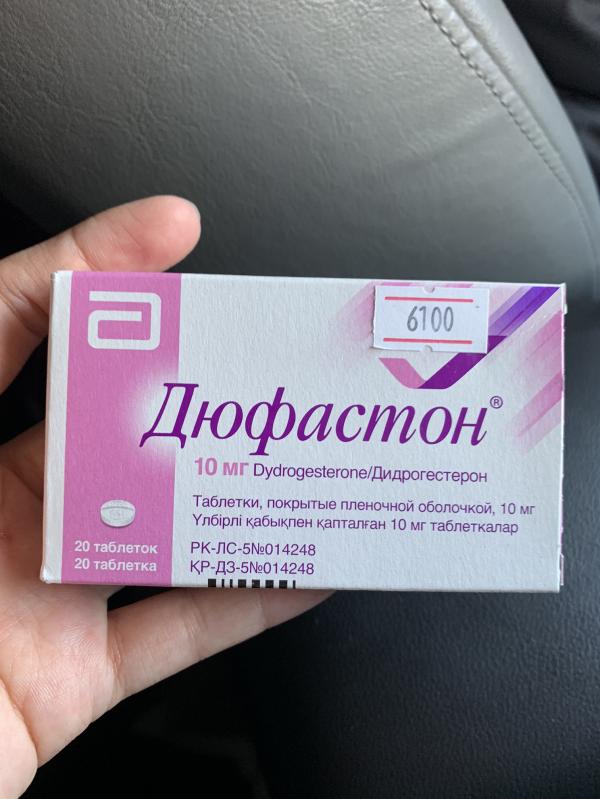 6100
Дюфастон®
10 мг Dydrogesterone/Дидрогестерон
Таблетки, покрытые пленочной оболочкой, 10 мг
Үлбірлі қабықпен қапталған 10 мг таблеткалар
20 таблеток
20 таблетка
РК-ЛС-5№014248
ҚР-ДЗ-5№014248